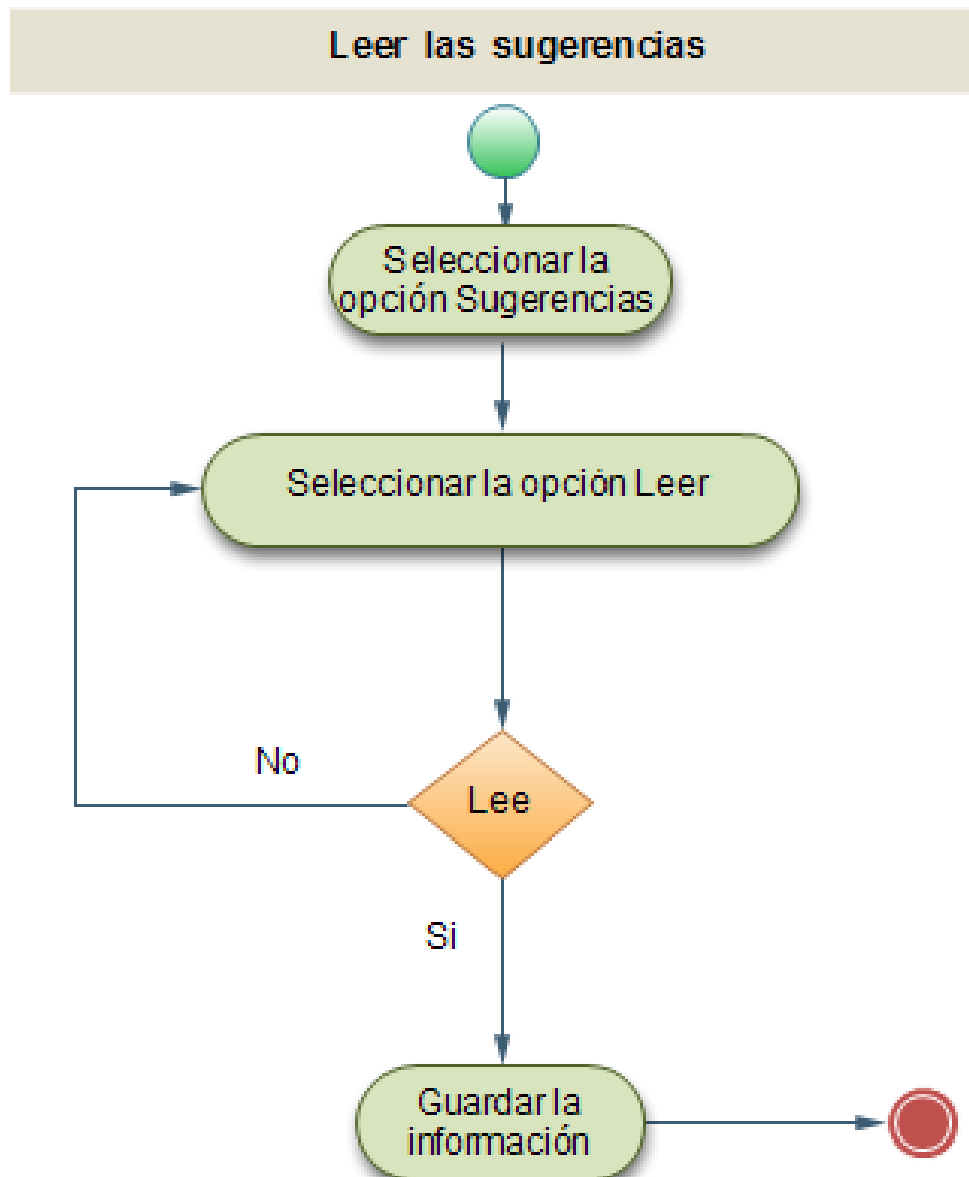 Leer las sugerencias
Seleccionar la
opción Sugerencias
Seleccionar la opción Leer
No
Lee
Si
Guardar la
información